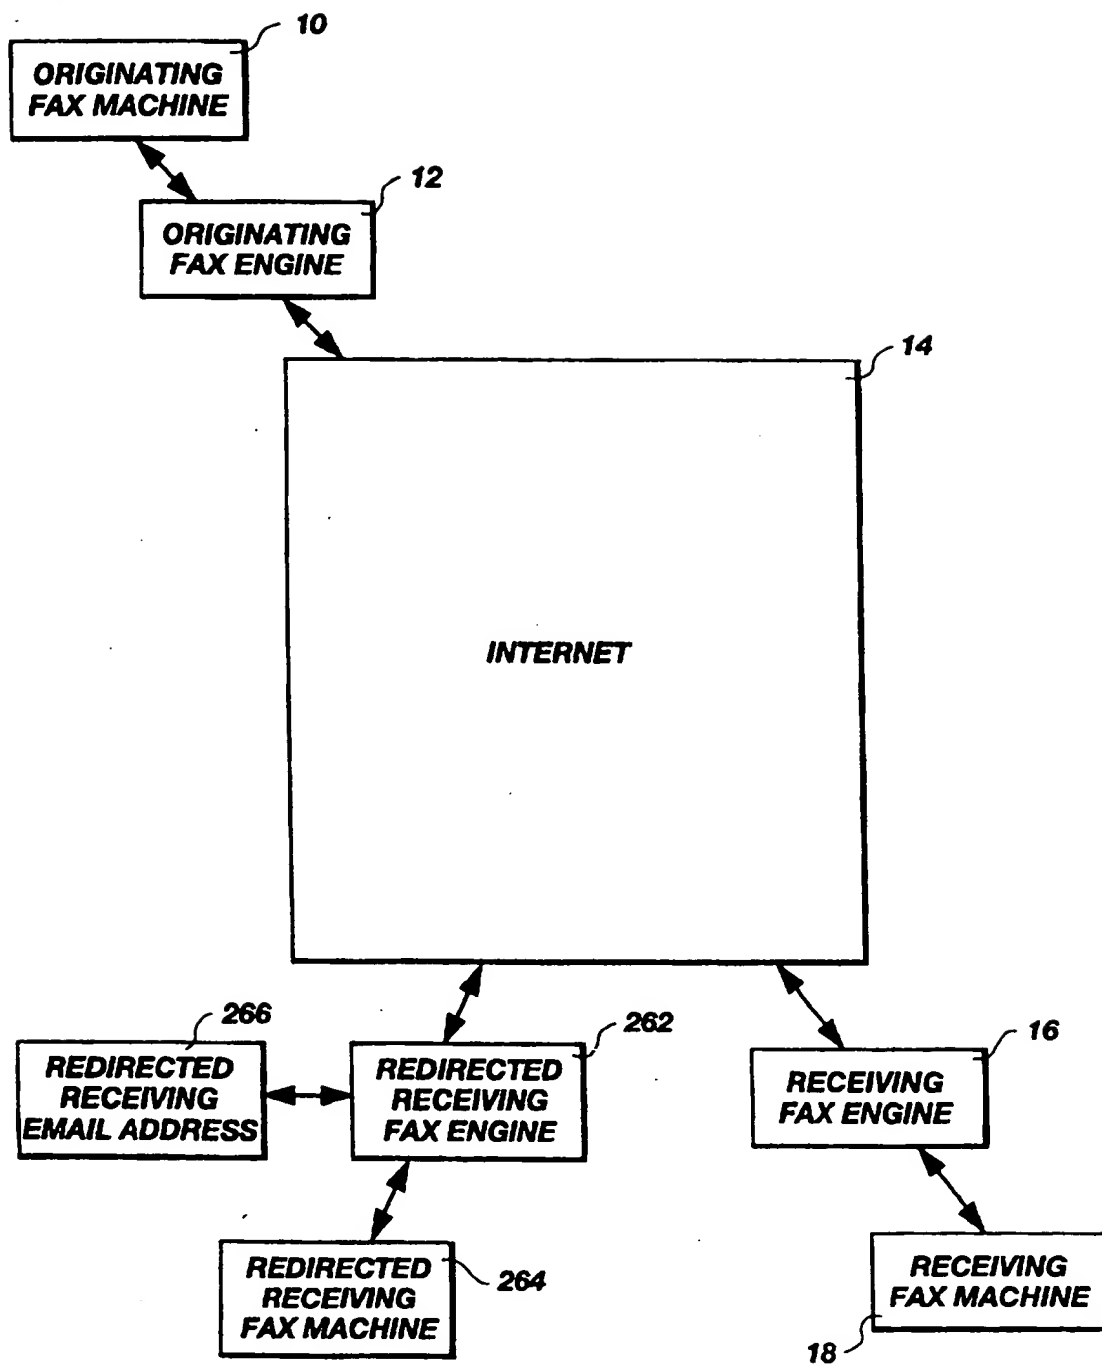 10
ORIGINATING
FAX MACHINE
12
ORIGINATING
FAX ENGINE
14
INTERNET
266
REDIRECTED
RECEIVING
EMAIL ADDRESS
262
REDIRECTED
RECEIVING
FAX ENGINE
16
RECEIVING
FAX ENGINE
REDIRECTED
RECEIVING
FAX MACHINE
264
RECEIVING
FAX MACHINE
18